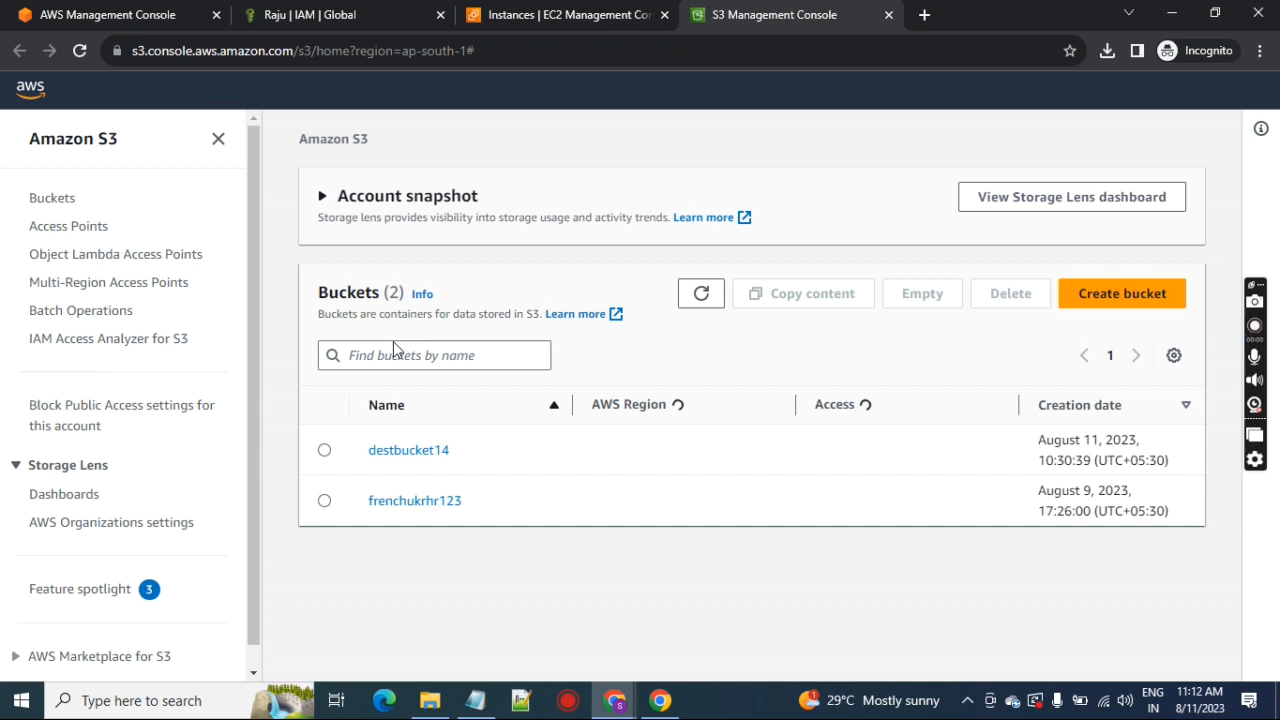 AWS Management Console
Raju | IAM | Global
Instances | EC2 Management Co
S3 Management Console
s3.console.aws.amazon.com/s3/home?region=ap-south-1#
Incognito
aws
Amazon S3
Buckets
Access Points
Object Lambda Access Points
Multi-Region Access Points
Batch Operations
IAM Access Analyzer for S3
Block Public Access settings for
this account
Storage Lens
Dashboards
AWS Organizations settings
Feature spotlight 3
AWS Marketplace for S3
Amazon S3
Account snapshot
Storage lens provides visibility into storage usage and activity trends. Learn more
View Storage Lens dashboard
Buckets (2) Info
Buckets are containers for data stored in S3. Learn more
Copy content
Empty
Delete
Create bucket
Find buckets by name
1
Name
AWS Region
Access
Creation date
destbucket14
August 11, 2023,
10:30:39 (UTC+05:30)
frenchukrhr123
August 9, 2023,
17:26:00 (UTC+05:30)
Type here to search
29°C Mostly sunny
ENG
IN
11:12 AM
8/11/2023